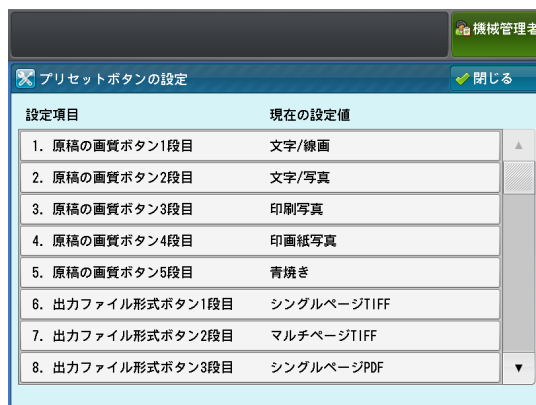 機械管理者
プリセットボタンの設定 閉じる
設定項目 現在の設定値
1. 原稿の画質ボタン1段目 文字/線画
2. 原稿の画質ボタン2段目 文字/写真
3. 原稿の画質ボタン3段目 印刷写真
4. 原稿の画質ボタン4段目 印画紙写真
5. 原稿の画質ボタン5段目 青焼き
6. 出力ファイル形式ボタン1段目 シングルページTIFF
7. 出力ファイル形式ボタン2段目 マルチページTIFF
8. 出力ファイル形式ボタン3段目 シングルページPDF